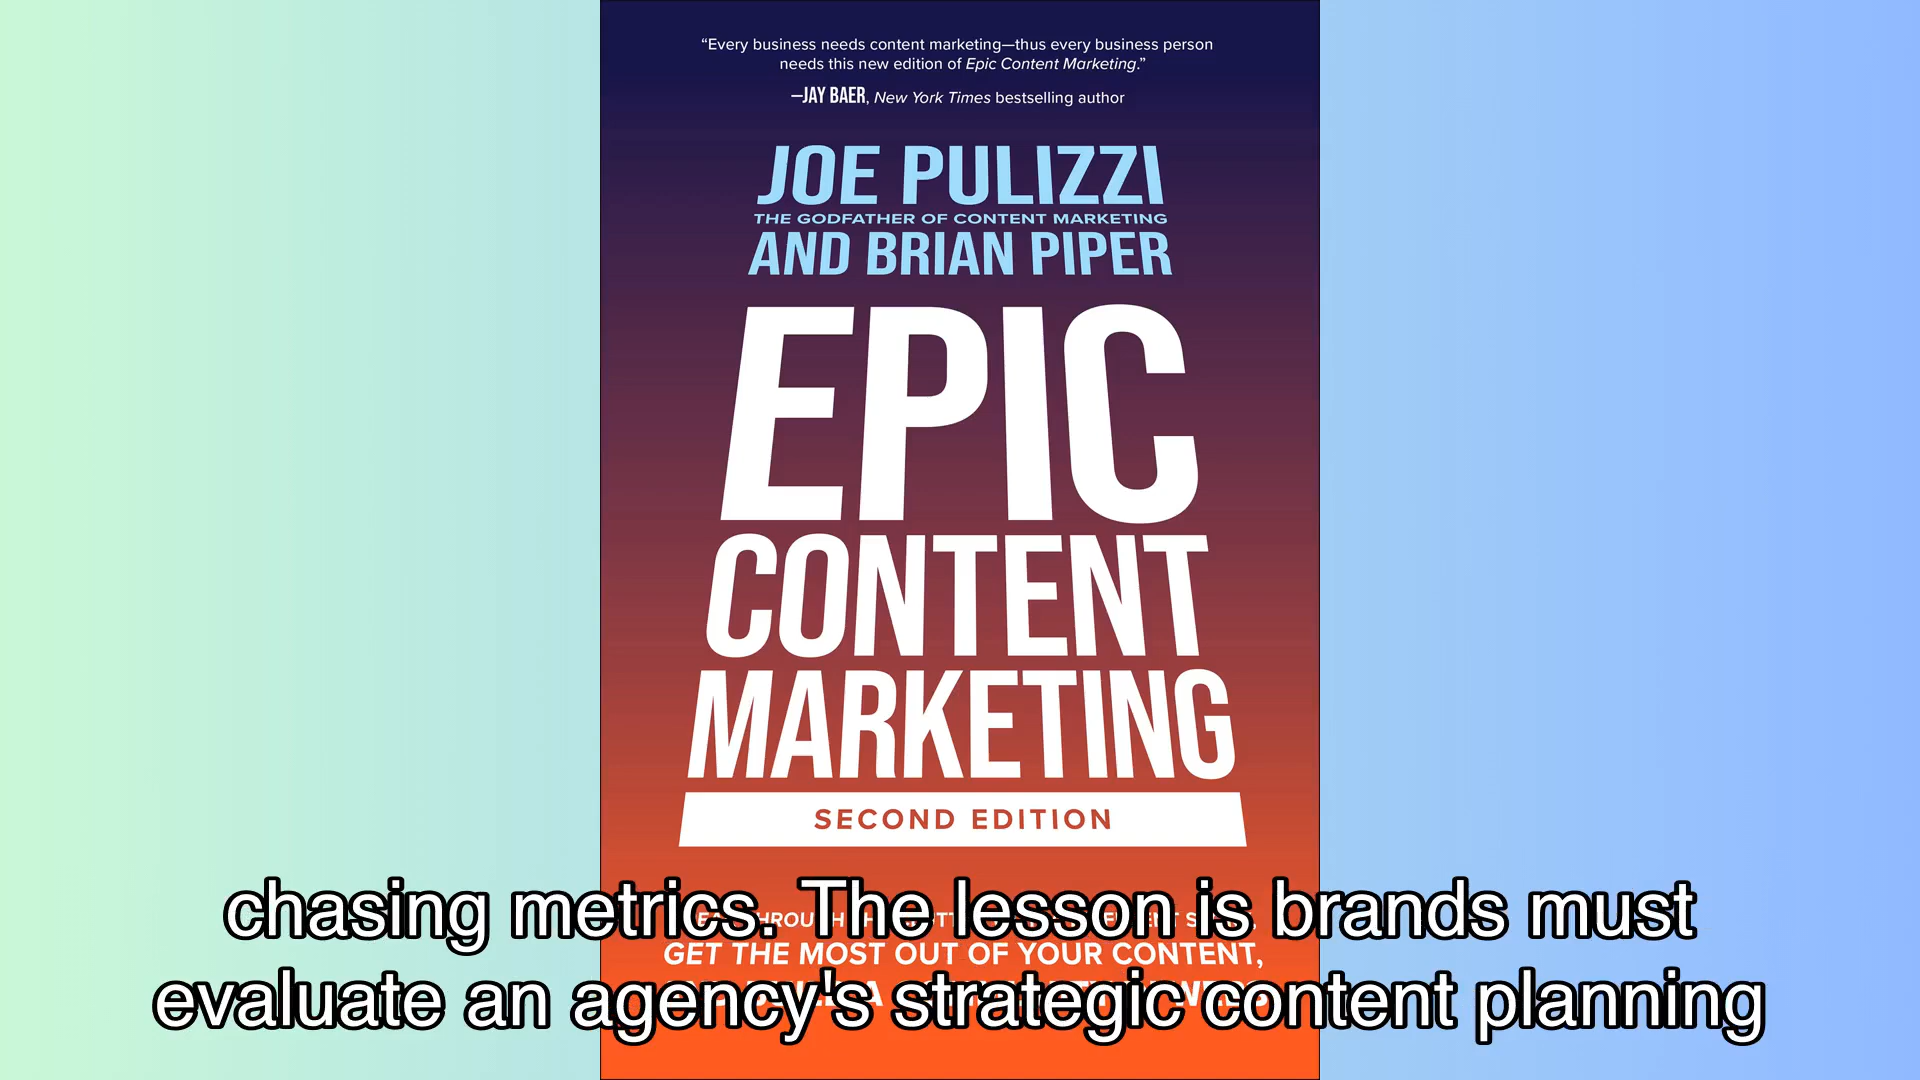 “Every business needs content marketing—thus every business person
needs this new edition of Epic Content Marketing.”
—JAY BAER, New York Times bestselling author
JOE PULIZZI
THE GODFATHER OF CONTENT MARKETING
AND BRIAN PIPER
EPIC
CONTENT
MARKETING
SECOND EDITION
chasing metrics. The lesson is brands must
GET THE MOST OUT OF YOUR CONTENT,
evaluate an agency's strategic content planning